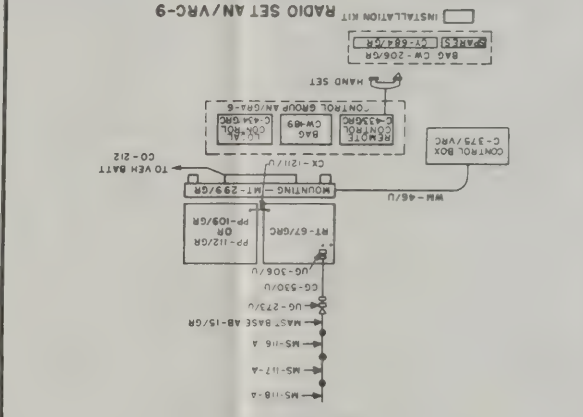 MS-118-A
MS-117-A
MS-116-A
MAST BASE AB-15/GR
UG-273/U
CG-530/U
UG-306/U
RT-67/GRC
PP-112/GR
OR
PP-109/GR
WM-46/U
MOUNTING — MT-299/GR
TO VEH BATT
CO-212
CX-1211/U
CONTROL BOX
C-375/VRC
REMOTE
CONTROL
C-433GRC
BAG
CW-189
LOCAL
CONTROL
C-434/GRC
CONTROL GROUP AN/GRA-6
HAND SET
BAG CW-206/GR
SPARES CY-684/GR
INSTALLATION KIT
RADIO SET AN/VRC-9